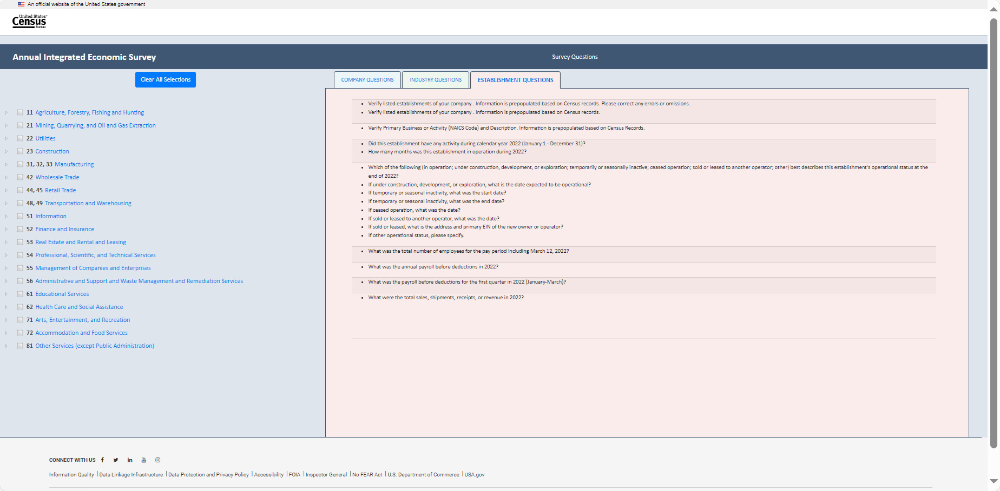 An official website of the United States government
United States®
Census
Bureau
Annual Integrated Economic Survey
Survey Questions
Clear All Selections
COMPANY QUESTIONS
INDUSTRY QUESTIONS
ESTABLISHMENT QUESTIONS
11 Agriculture, Forestry, Fishing and Hunting
21 Mining, Quarrying, and Oil and Gas Extraction
22 Utilities
23 Construction
31, 32, 33 Manufacturing
42 Wholesale Trade
44, 45 Retail Trade
48, 49 Transportation and Warehousing
51 Information
52 Finance and Insurance
53 Real Estate and Rental and Leasing
54 Professional, Scientific, and Technical Services
55 Management of Companies and Enterprises
56 Administrative and Support and Waste Management and Remediation Services
61 Educational Services
62 Health Care and Social Assistance
71 Arts, Entertainment, and Recreation
72 Accommodation and Food Services
81 Other Services (except Public Administration)
• Verify listed establishments of your company . Information is prepopulated based on Census records. Please correct any errors or omissions.
• Verify listed establishments of your company . Information is prepopulated based on Census records.
• Verify Primary Business or Activity (NAICS Code) and Description. Information is prepopulated based on Census Records.
• Did this establishment have any activity during calendar year 2022 (January 1 - December 31)?
• How many months was this establishment in operation during 2022?
• Which of the following (in operation; under construction, development, or exploration; temporarily or seasonally inactive; ceased operation; sold or leased to another operator; other) best describes this establishment's operational status at the
end of 2022?
• If under construction, development, or exploration, what is the date expected to be operational?
• If temporary or seasonal inactivity, what was the start date?
• If temporary or seasonal inactivity, what was the end date?
• If ceased operation, what was the date?
• If sold or leased to another operator, what was the date?
• If sold or leased, what is the address and primary EIN of the new owner or operator?
• If other operational status, please specify.
• What was the total number of employees for the pay period including March 12, 2022?
• What was the annual payroll before deductions in 2022?
• What was the payroll before deductions for the first quarter in 2022 (January-March)?
• What were the total sales, shipments, receipts, or revenue in 2022?
CONNECT WITH US
Information Quality | Data Linkage Infrastructure | Data Protection and Privacy Policy | Accessibility | FOIA | Inspector General | No FEAR Act | U.S. Department of Commerce | USA.gov